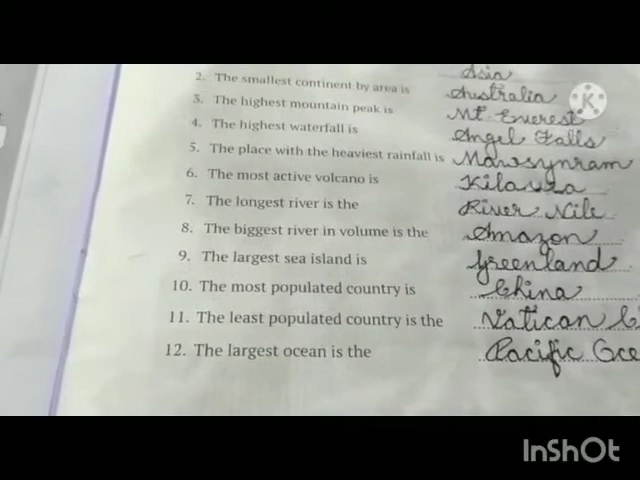 Asia
2. The smallest continent by area is Australia
3. The highest mountain peak is Mt. Everest
4. The highest waterfall is Angel Falls
5. The place with the heaviest rainfall is Mawsynram
6. The most active volcano is Kilauea
7. The longest river is the River Nile
8. The biggest river in volume is the Amazon
9. The largest sea island is Greenland
10. The most populated country is China
11. The least populated country is the Vatican
12. The largest ocean is the Pacific Oce
K
InShOt